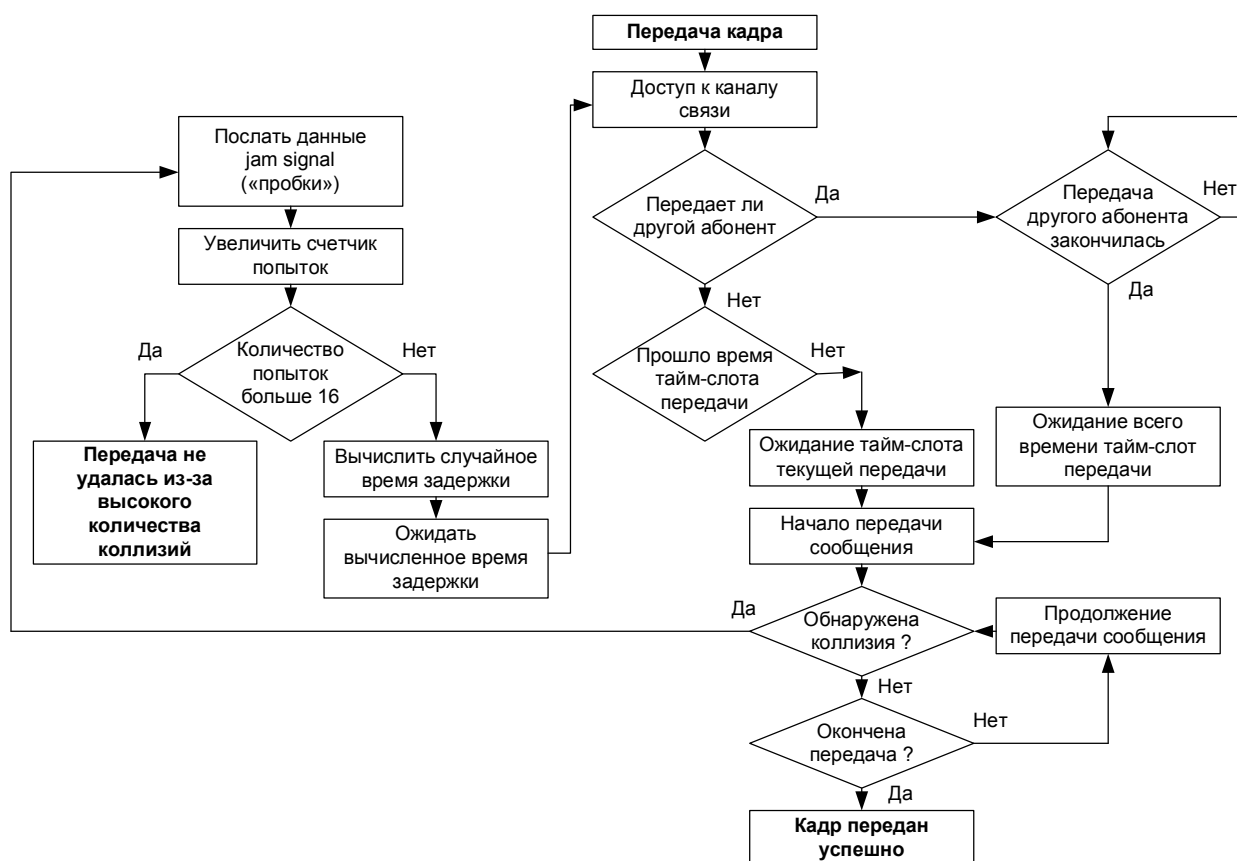 Передача кадра
Доступ к каналу
связи
Послать данные
jam signal
(«пробки»)
Передает ли
другой абонент
Да
Передача
другого абонента
закончилась
Нет
Увеличить счетчик
попыток
Нет
Да
Количество
попыток
больше 16
Да
Нет
Прошло время
тайм-слота
передачи
Нет
Ожидание всего
времени тайм-слот
передачи
Ожидание тайм-слота
текущей передачи
Передача не
удалась из-за
высокого
количества
коллизий
Вычислить случайное
время задержки
Ожидать
вычисленное время
задержки
Начало передачи
сообщения
Да
Обнаружена
коллизия ?
Продолжение
передачи сообщения
Нет
Окончена
передача ?
Нет
Да
Кадр передан
успешно